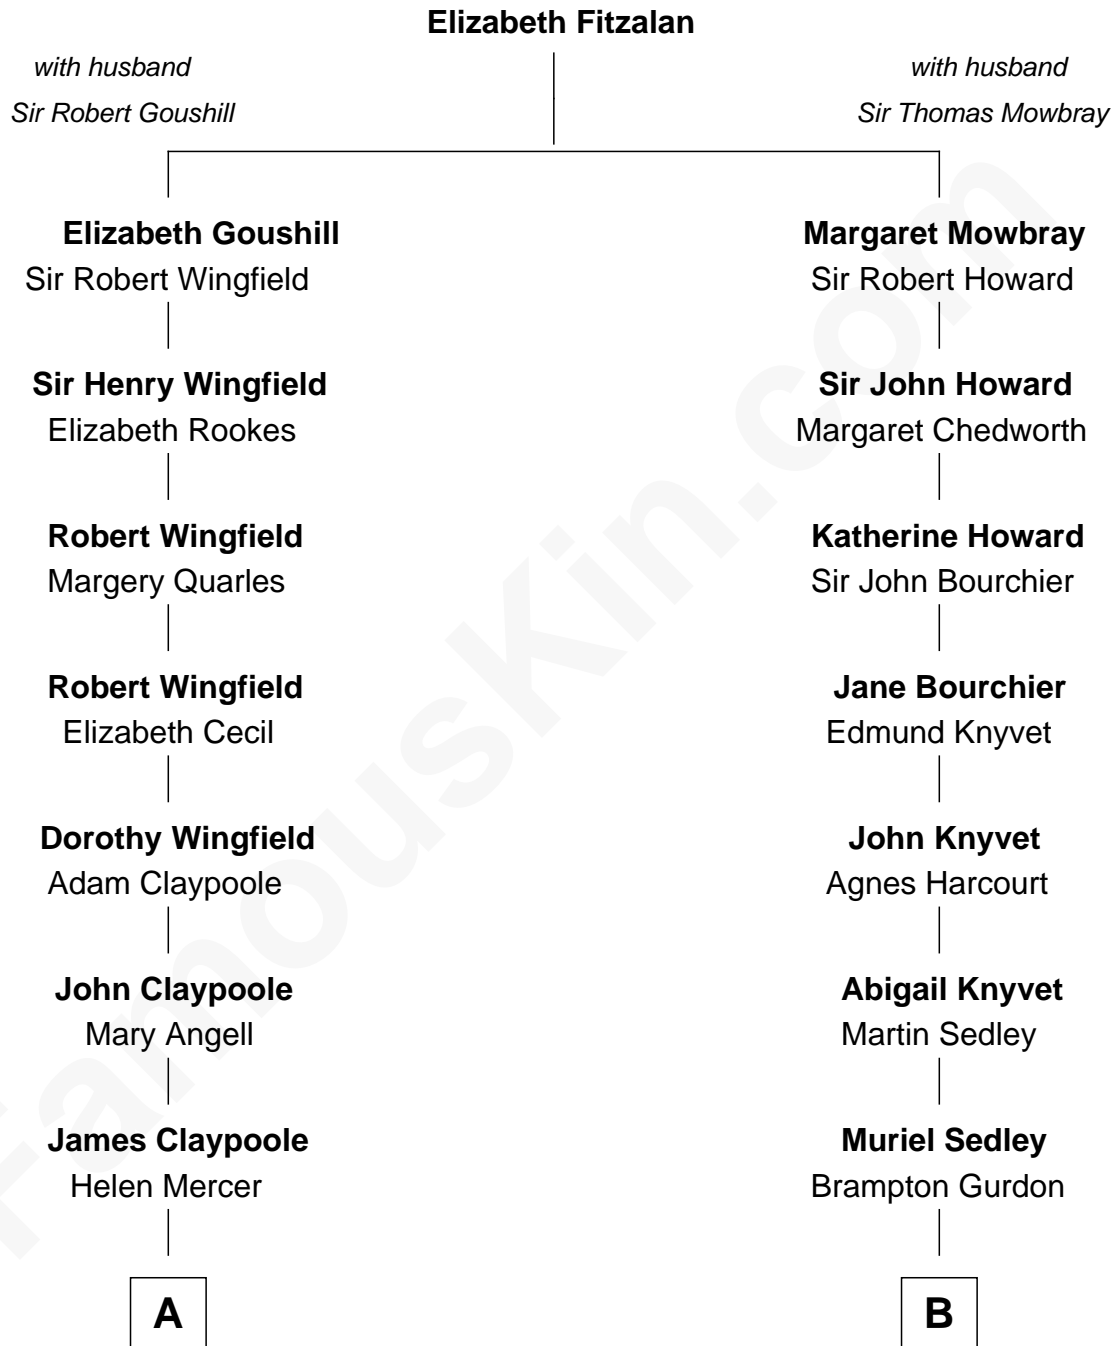 Elizabeth Fitzalan
with husband
Sir Robert Goushill
with husband
Sir Thomas Mowbray
Elizabeth Goushill
Sir Robert Wingfield
Sir Henry Wingfield
Elizabeth Rookes
Robert Wingfield
Margery Quarles
Robert Wingfield
Elizabeth Cecil
Dorothy Wingfield
Adam Claypoole
John Claypoole
Mary Angell
James Claypoole
Helen Mercer
A
Margaret Mowbray
Sir Robert Howard
Sir John Howard
Margaret Chedworth
Katherine Howard
Sir John Bourchier
Jane Bourchier
Edmund Knyvet
John Knyvet
Agnes Harcourt
Abigail Knyvet
Martin Sedley
Muriel Sedley
Brampton Gurdon
B
FamousKin.com